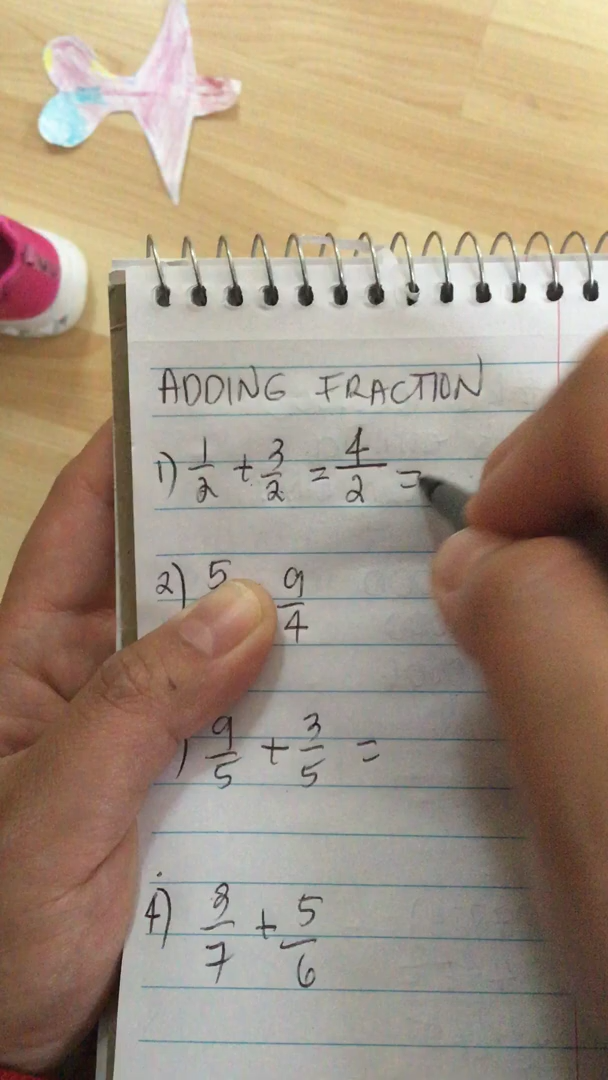 ADDING FRACTION
1) 1/2 + 3/2 = 4/2 =
2) 5 9/4
) 9/5 + 3/5 =
4) 3/7 + 5/6